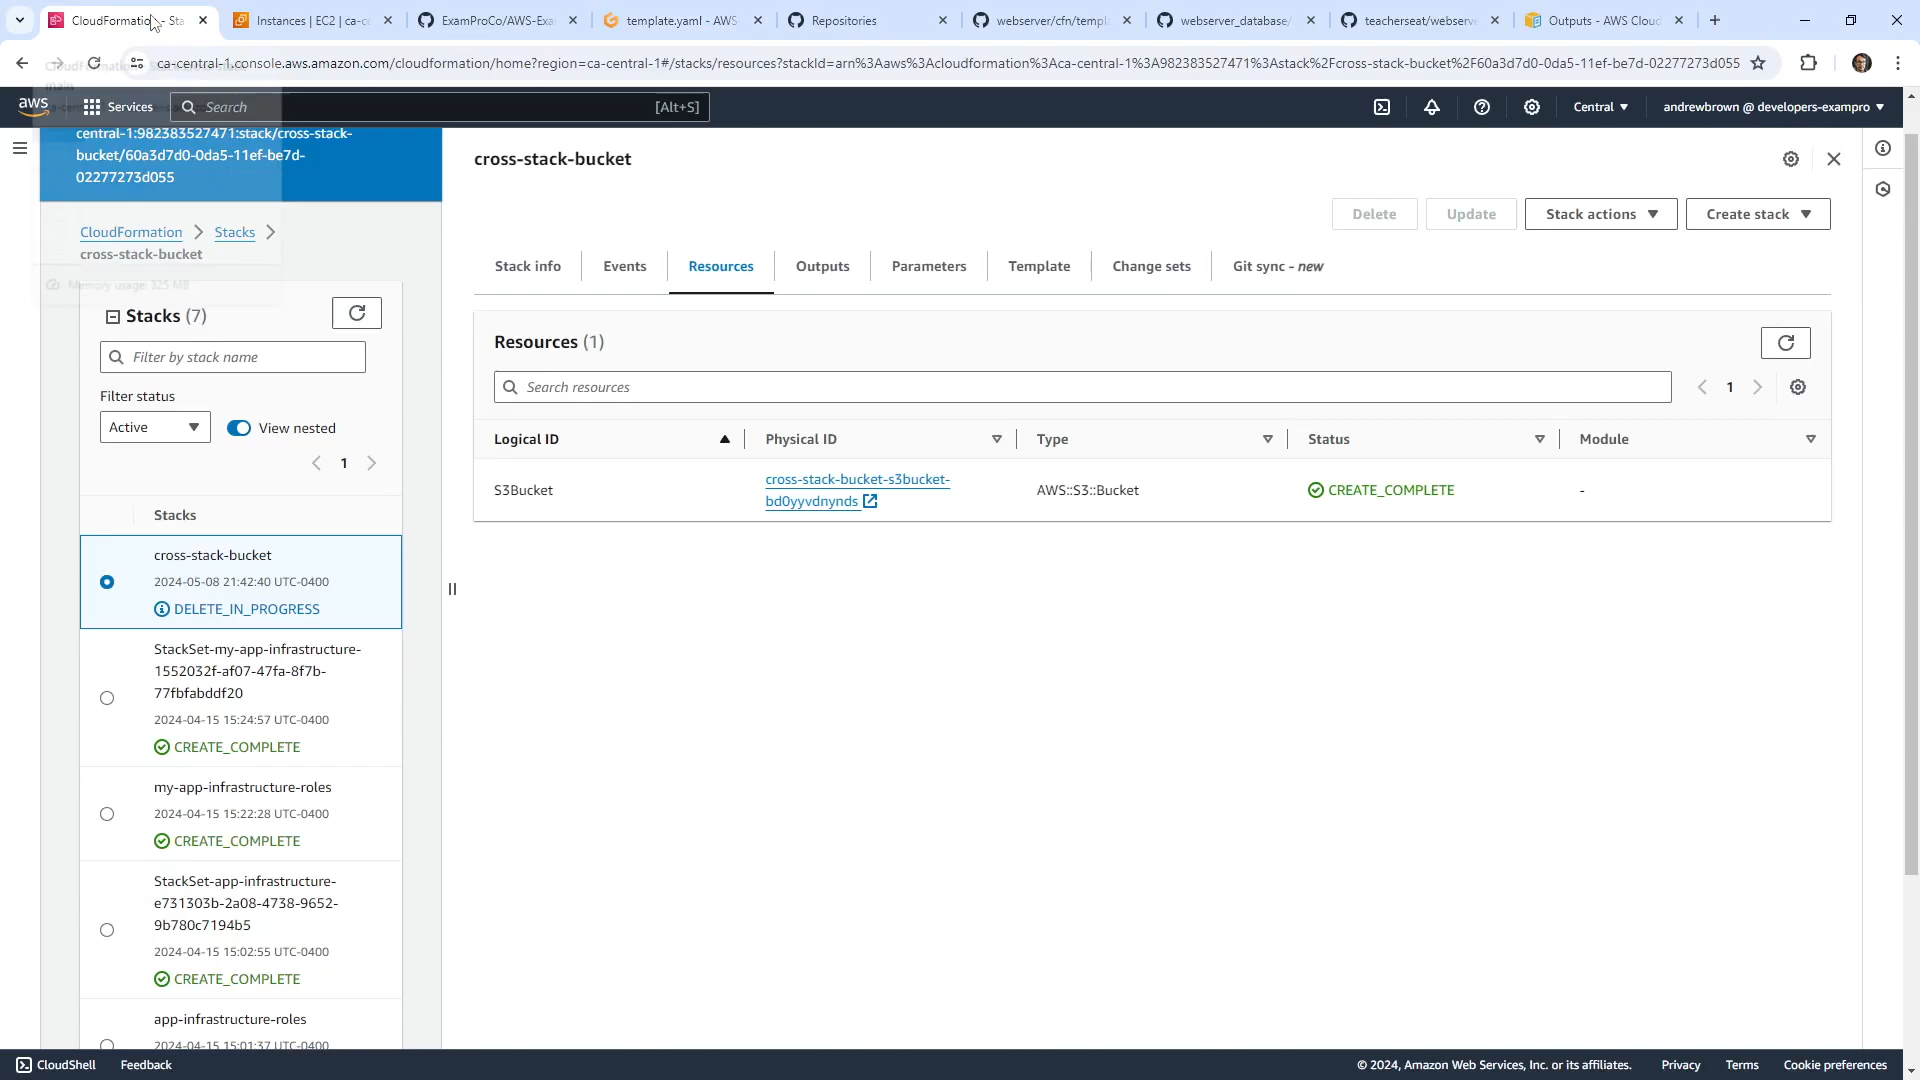 CloudFormation - Sta
Instances | EC2 | ca-ce
ExamProCo/AWS-Exa
template.yaml - AWS-
Repositories
webserver/cfn/templ
webserver_database/
teacherseat/webserve
Outputs - AWS Cloud
ca-central-1.console.aws.amazon.com/cloudformation/home?region=ca-central-1#/stacks/resources?stackId=arn%3Aaws%3Acloudformation%3Aca-central-1%3A982383527471%3Astack%2Fcross-stack-bucket%2F60a3d7d0-0da5-11ef-be7d-02277273d055
aws
Services
Search
[Alt+S]
Central
andrewbrown @ developers-exampro
central-1:982383527471:stack/cross-stack-
bucket/60a3d7d0-0da5-11ef-be7d-
02277273d055
CloudFormation
Stacks
cross-stack-bucket
Memory usage: 325 MB
Stacks (7)
Filter by stack name
Filter status
Active
View nested
1
Stacks
cross-stack-bucket
2024-05-08 21:42:40 UTC-0400
DELETE_IN_PROGRESS
StackSet-my-app-infrastructure-
1552032f-af07-47fa-8f7b-
77fbfabddf20
2024-04-15 15:24:57 UTC-0400
CREATE_COMPLETE
my-app-infrastructure-roles
2024-04-15 15:22:28 UTC-0400
CREATE_COMPLETE
StackSet-app-infrastructure-
e731303b-2a08-4738-9652-
9b780c7194b5
2024-04-15 15:02:55 UTC-0400
CREATE_COMPLETE
app-infrastructure-roles
2024-04-15 15:01:37 UTC-0400
cross-stack-bucket
Delete
Update
Stack actions
Create stack
Stack info
Events
Resources
Outputs
Parameters
Template
Change sets
Git sync - new
Resources (1)
Search resources
1
Logical ID
Physical ID
Type
Status
Module
S3Bucket
cross-stack-bucket-s3bucket-
bd0yyvdnynds
AWS::S3::Bucket
CREATE_COMPLETE
-
CloudShell
Feedback
© 2024, Amazon Web Services, Inc. or its affiliates.
Privacy
Terms
Cookie preferences